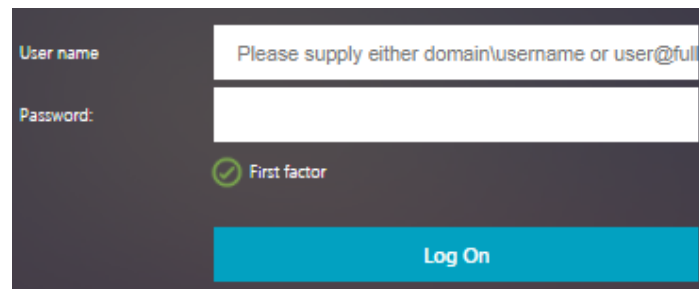 User name
Please supply either domain\username or user@full
Password:
First factor
Log On